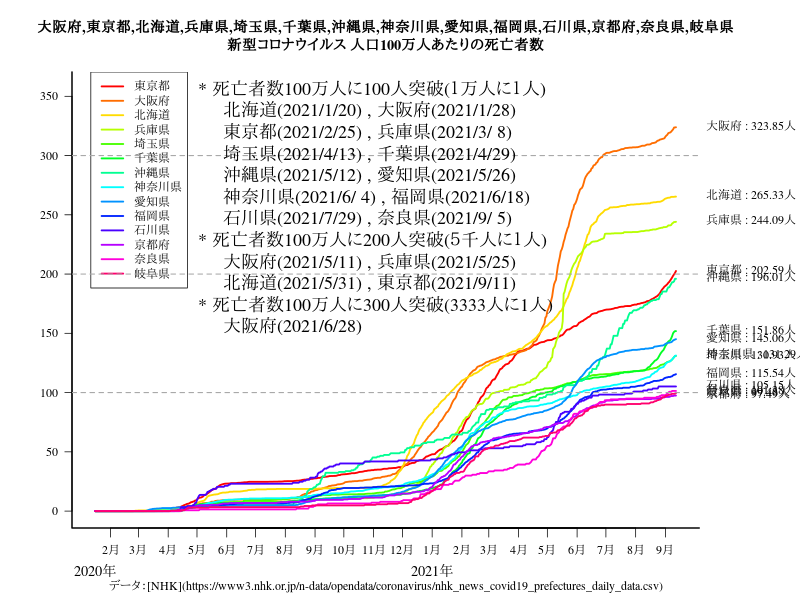 大阪府,東京都,北海道,兵庫県,埼玉県,千葉県,沖縄県,神奈川県,愛知県,福岡県,石川県,京都府,奈良県,岐阜県
新型コロナウイルス 人口100万人あたりの死亡者数
350
300
250
200
150
100
50
0
東京都
大阪府
北海道
兵庫県
埼玉県
千葉県
沖縄県
神奈川県
愛知県
福岡県
石川県
京都府
奈良県
岐阜県
* 死亡者数100万人に100人突破(1万人に1人)
北海道(2021/1/20) , 大阪府(2021/1/28)
東京都(2021/2/25) , 兵庫県(2021/3/ 8)
埼玉県(2021/4/13) , 千葉県(2021/4/29)
沖縄県(2021/5/12) , 愛知県(2021/5/26)
神奈川県(2021/6/ 4) , 福岡県(2021/6/18)
石川県(2021/7/29) , 奈良県(2021/9/ 5)
* 死亡者数100万人に200人突破(5千人に1人)
大阪府(2021/5/11) , 兵庫県(2021/5/25)
北海道(2021/5/31) , 東京都(2021/9/11)
* 死亡者数100万人に300人突破(3333人に1人)
大阪府(2021/6/28)
大阪府 : 323.85人
北海道 : 265.33人
兵庫県 : 244.09人
東京都 : 202.59人
沖縄県 : 196.01人
千葉県 : 151.86人
愛知県 : 145.06人
福岡県 : 115.54人
石川県 : 105.15人
京都府 : 97.49人
2月 3月 4月 5月 6月 7月 8月 9月 10月 11月 12月 1月 2月 3月 4月 5月 6月 7月 8月 9月
2020年 2021年
データ：[NHK](https://www3.nhk.or.jp/n-data/opendata/coronavirus/nhk_news_covid19_prefectures_daily_data.csv)